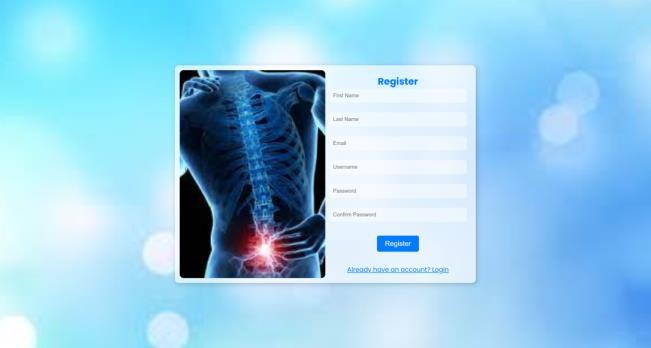 Register
First Name
Last Name
Email
Username
Password
Confirm Password
Register
Already have an account? Login